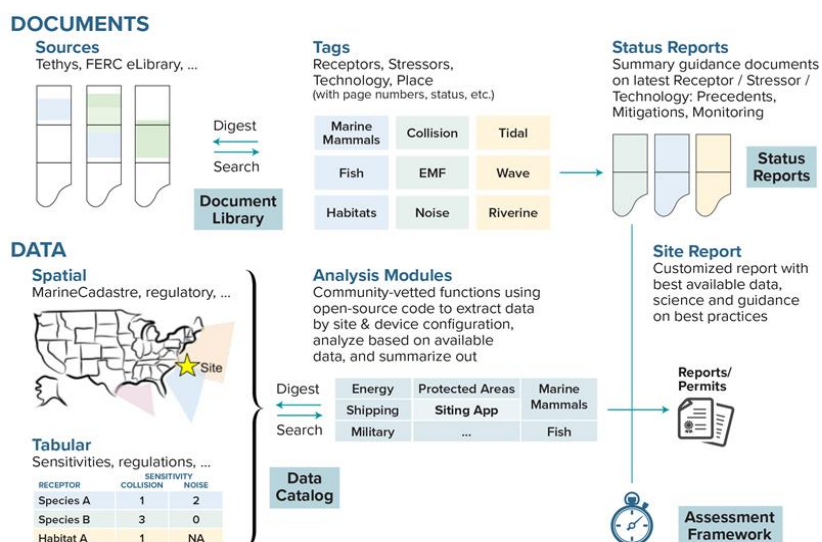 DOCUMENTS
Sources
Tethys, FERC eLibrary, ...
Digest
Search
Document
Library
Tags
Receptors, Stressors,
Technology, Place
(with page numbers, status, etc.)
Marine
Mammals
Collision
Tidal
Fish
EMF
Wave
Habitats
Noise
Riverine
Status Reports
Summary guidance documents
on latest Receptor / Stressor /
Technology: Precedents,
Mitigations, Monitoring
Status
Reports
DATA
Spatial
MarineCadastre, regulatory, ...
Site
Tabular
Sensitivities, regulations, ...
SENSITIVITY
RECEPTOR COLLISION NOISE
Species A 1 2
Species B 3 0
Habitat A 1 NA
Analysis Modules
Community-vetted functions using
open-source code to extract data
by site & device configuration,
analyze based on available
data, and summarize out
Digest
Search
Data
Catalog
Energy Protected Areas Marine
Mammals
Shipping Siting App
Military ... Fish
Site Report
Customized report with
best available data,
science and guidance
on best practices
Reports/
Permits
Assessment
Framework